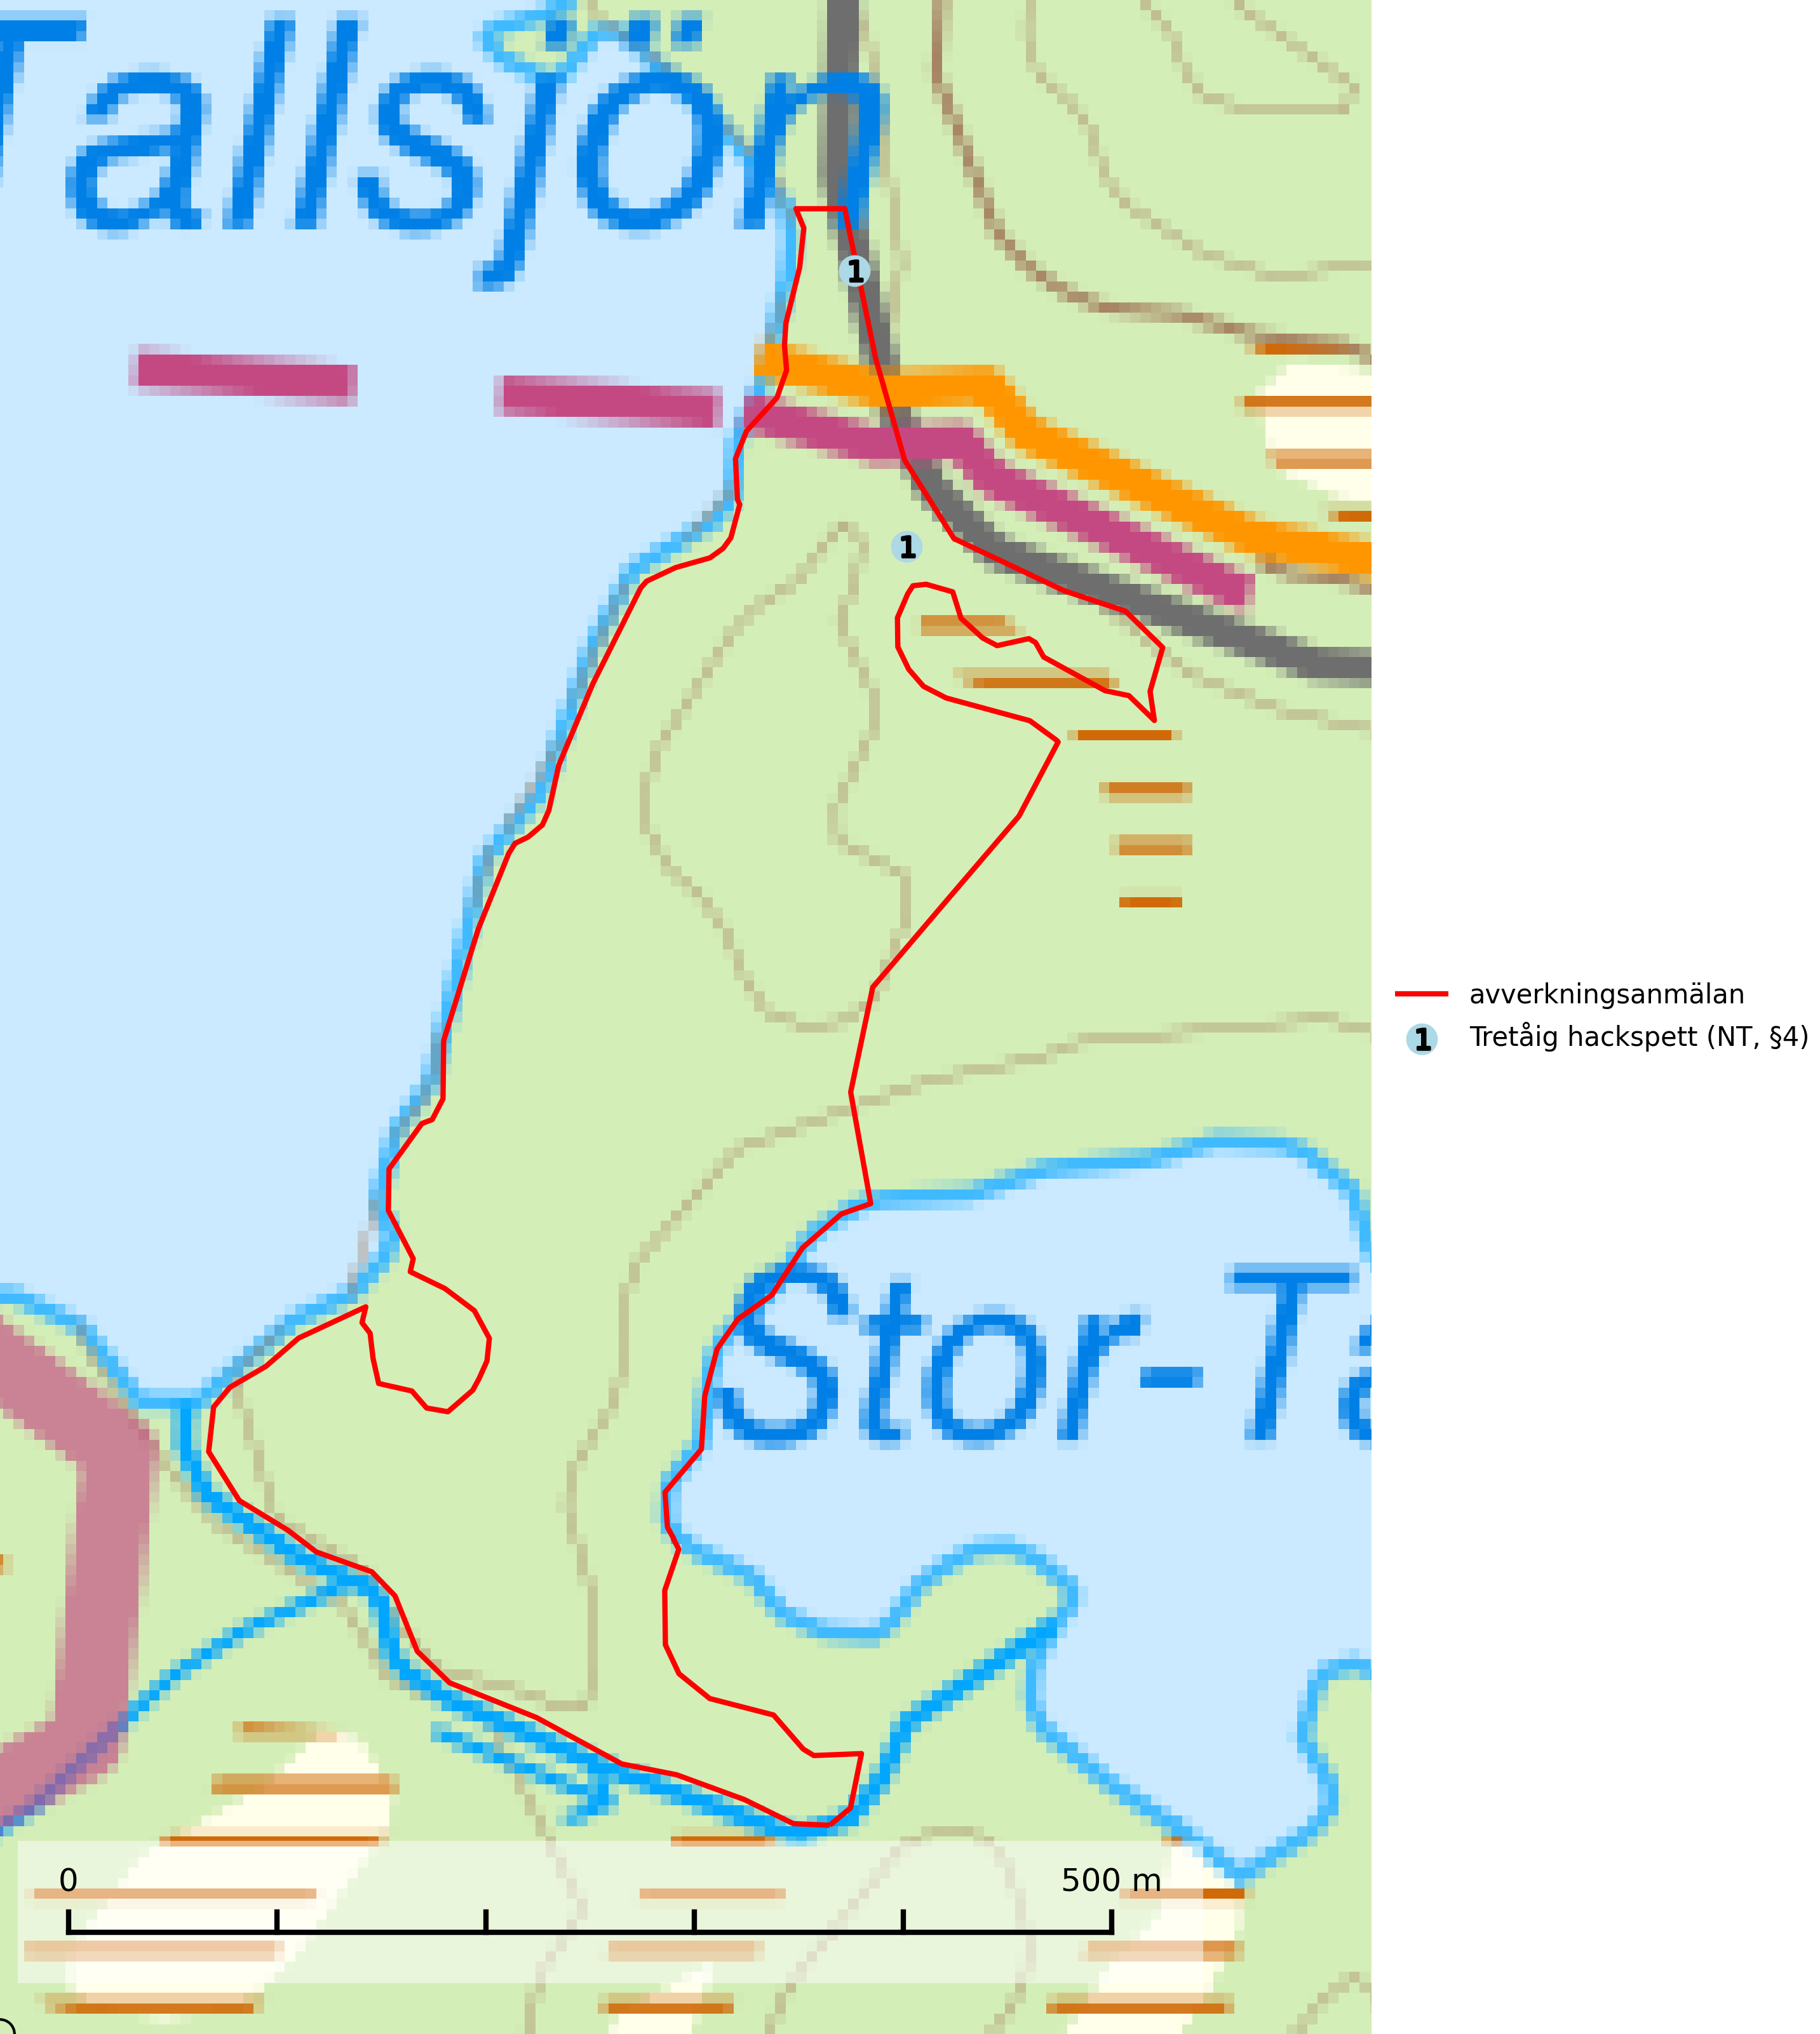 Tallsjön
1
1
avverkningsanmälan
1 Tretåig hackspett (NT, §4)
Stor-Ta
0 500 m